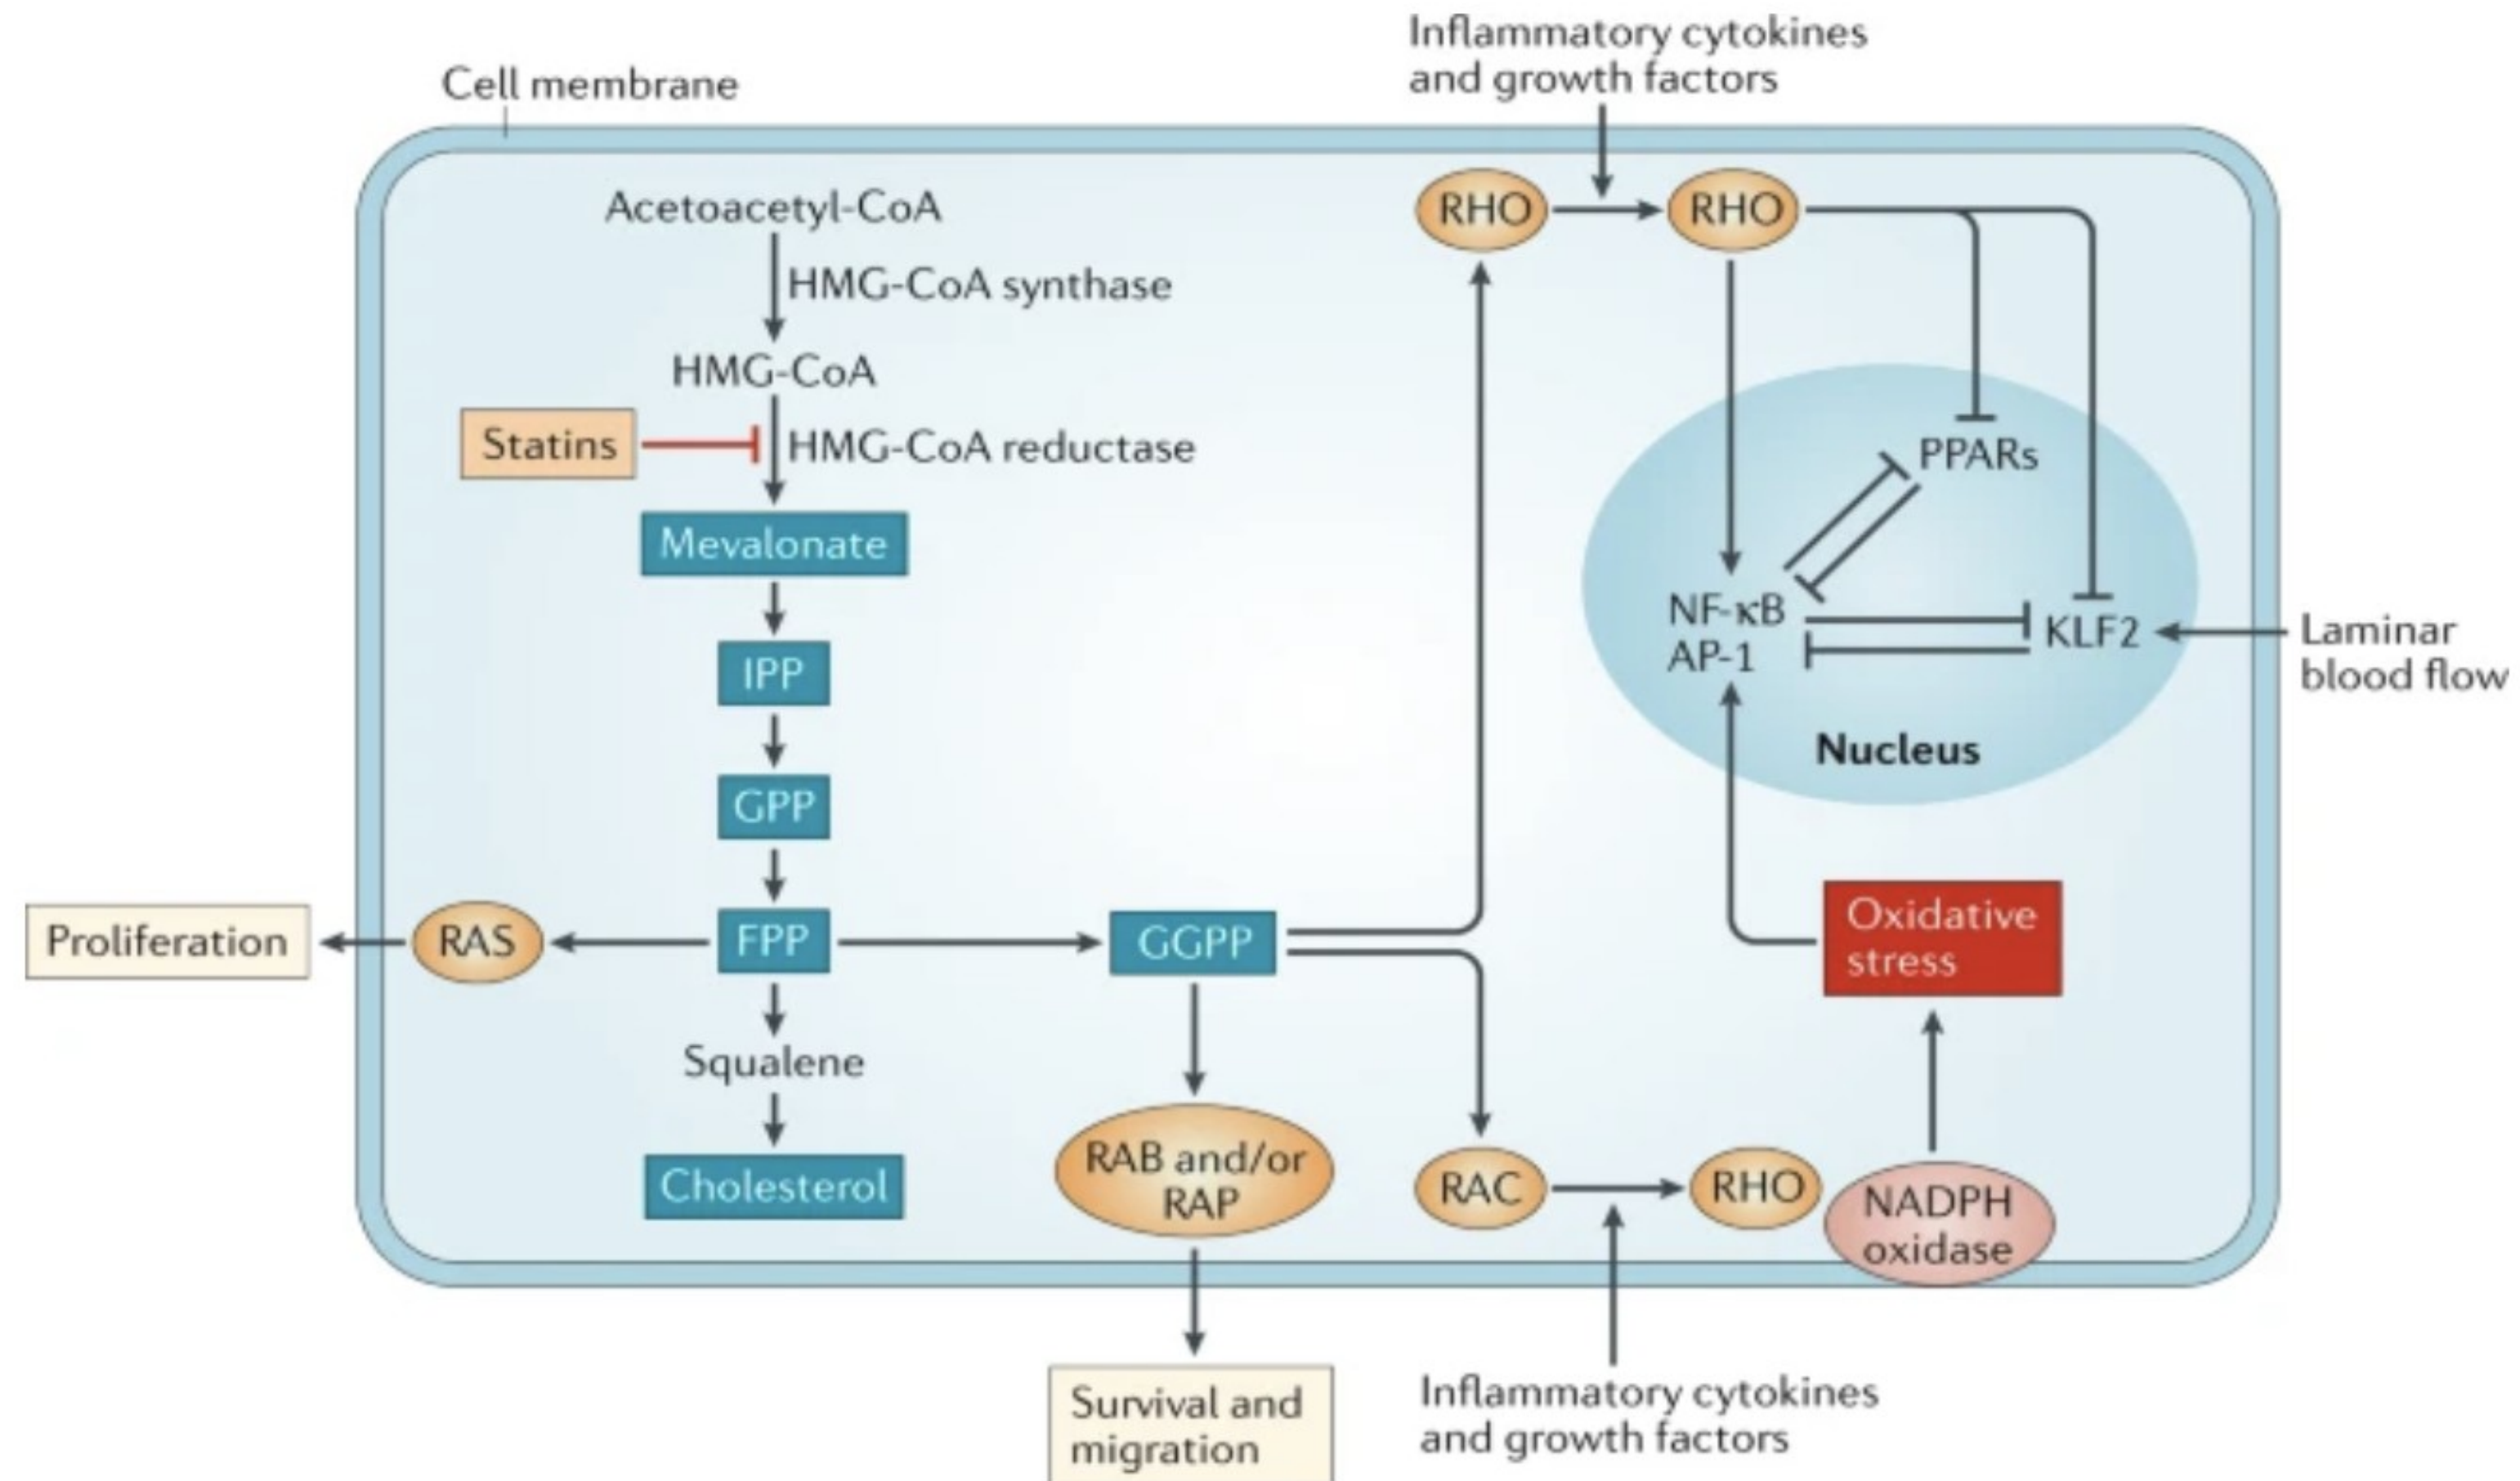 Inflammatory cytokines
and growth factors
Cell membrane
Acetoacetyl-CoA
HMG-CoA synthase
HMG-CoA
Statins
HMG-CoA reductase
Mevalonate
IPP
GPP
Proliferation
RAS
FPP
GGPP
Squalene
Cholesterol
RAB and/or
RAP
Survival and
migration
RHO
RHO
PPARs
NF-κB
AP-1
KLF2
Laminar
blood flow
Nucleus
Oxidative
stress
RAC
RHO
NADPH
oxidase
Inflammatory cytokines
and growth factors